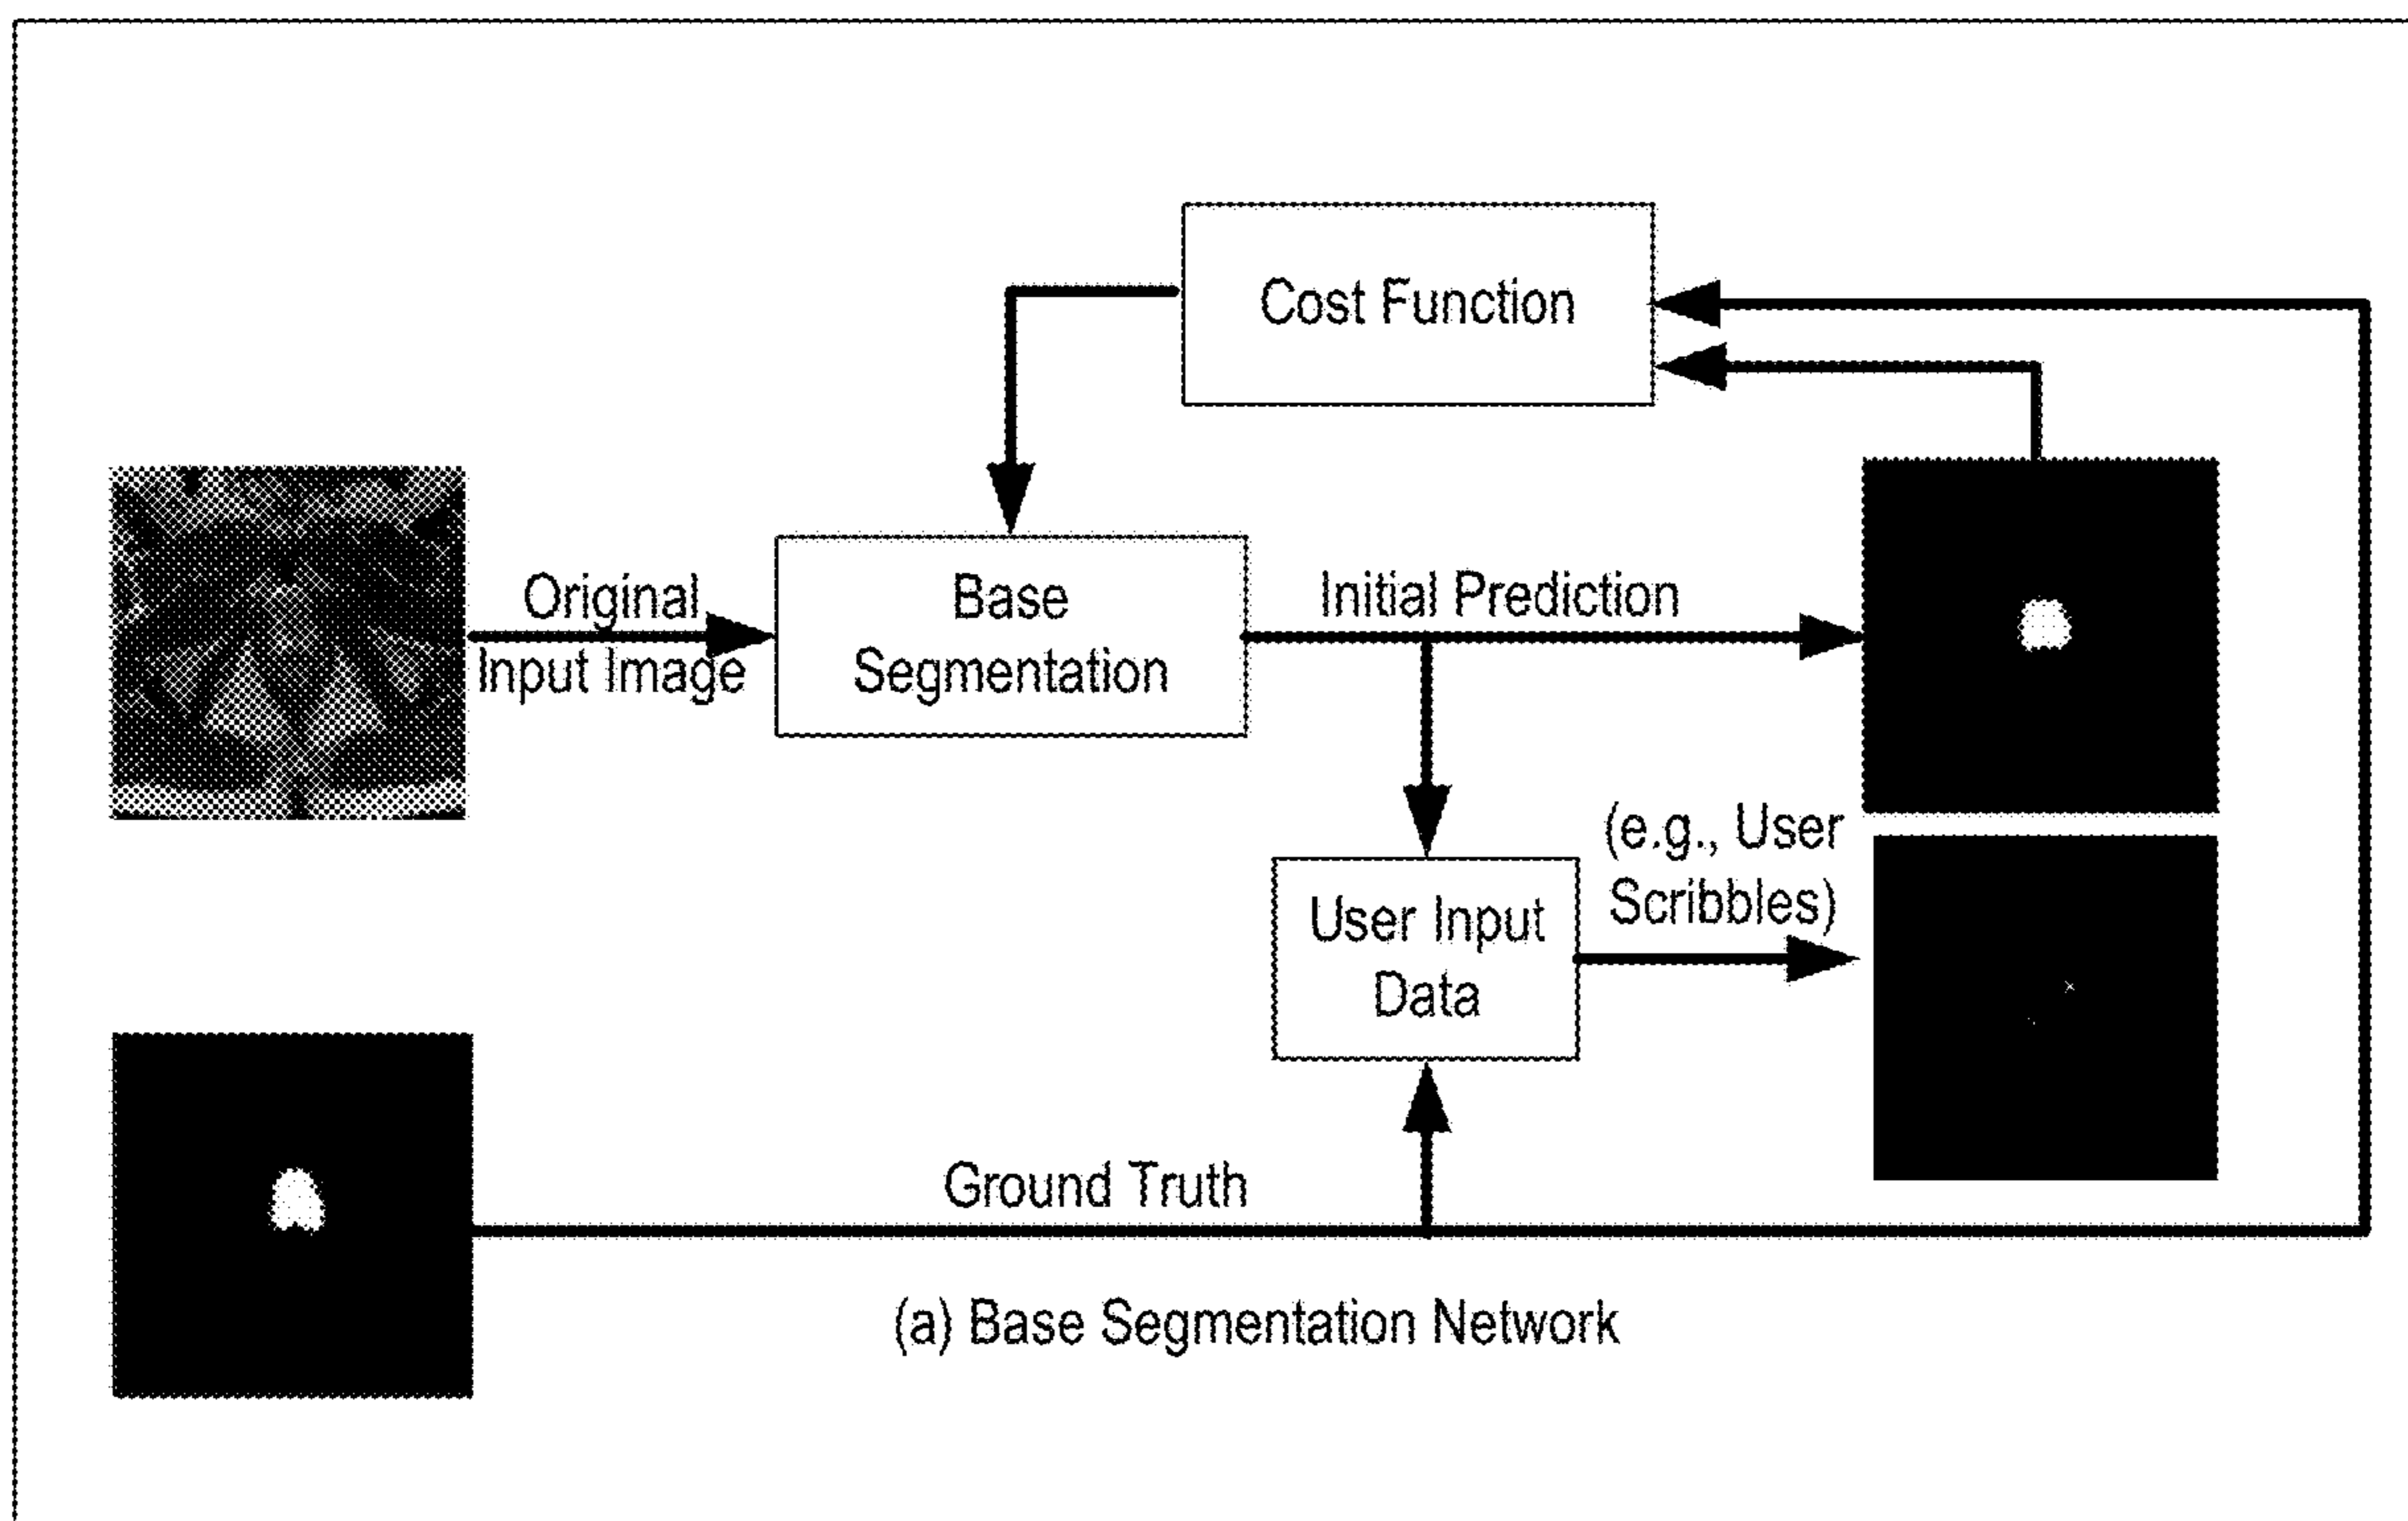 Cost Function
Original
Input Image
Base
Segmentation
Initial Prediction
(e.g., User
Scribbles)
User Input
Data
Ground Truth
(a) Base Segmentation Network